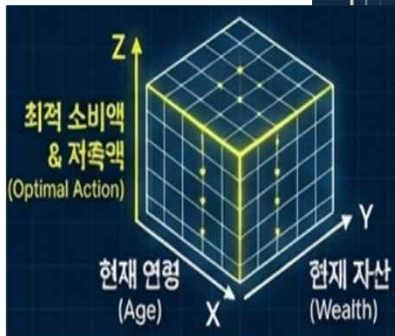 Z
최적 소비액
& 저축액
(Optimal Action)
Y
현재 연령
(Age)
X
현재 자산
(Wealth)